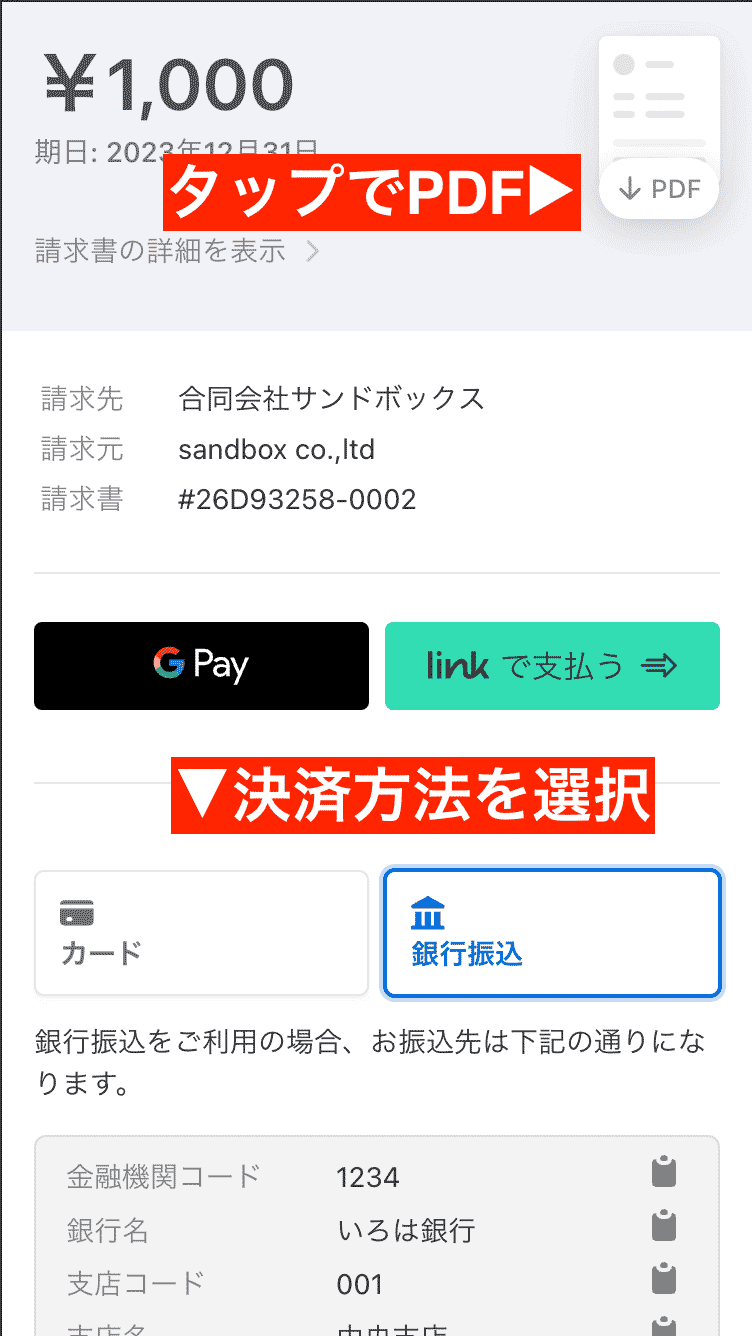 ¥1,000
期日: 2023年12月31日
タップでPDF▶
PDF
請求書の詳細を表示
請求先 合同会社サンドボックス
請求元 sandbox co.,ltd
請求書 #26D93258-0002
G Pay
link で支払う
▼決済方法を選択
カード
銀行振込
銀行振込をご利用の場合、お振込先は下記の通りにな
ります。
金融機関コード 1234
銀行名 いろは銀行
支店コード 001
支店名 中央支店